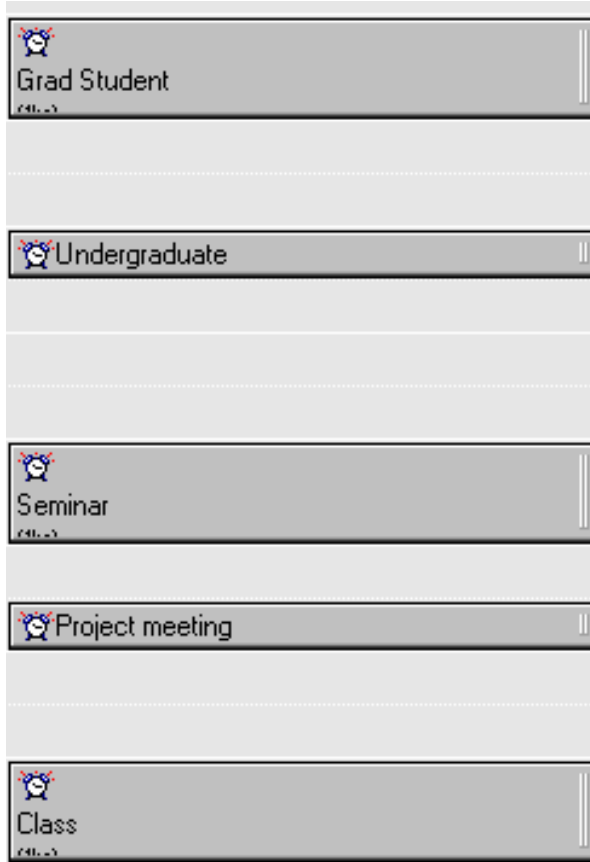 Grad Student
Undergraduate
Seminar
Project meeting
Class